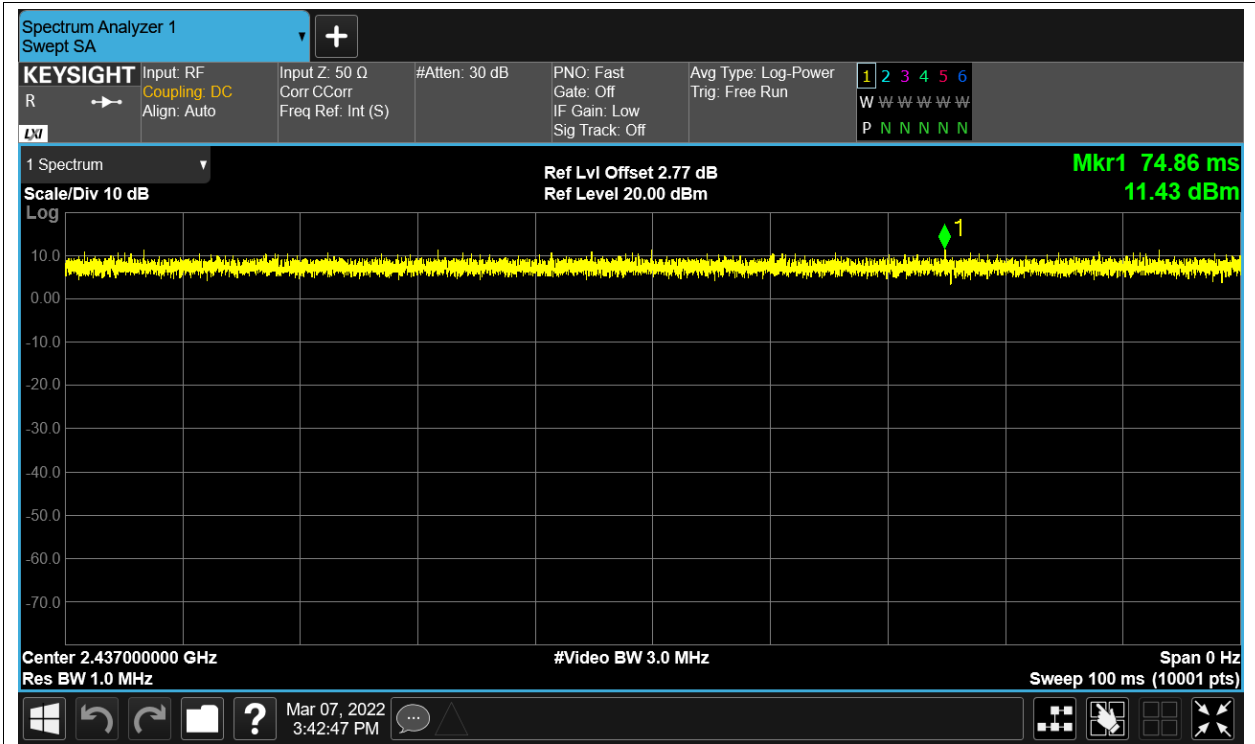 Spectrum Analyzer 1
Swept SA
+
KEYSIGHT
R
LXI
Input: RF
Coupling: DC
Align: Auto
Input Z: 50 Ω
Corr CCorr
Freq Ref: Int (S)
#Atten: 30 dB
PNO: Fast
Gate: Off
IF Gain: Low
Sig Track: Off
Avg Type: Log-Power
Trig: Free Run
1 2 3 4 5 6
W W W W W W
P N N N N N
1 Spectrum
Scale/Div 10 dB
Ref Lvl Offset 2.77 dB
Ref Level 20.00 dBm
Mkr1 74.86 ms
11.43 dBm
Log
1
10.0
0.00
-10.0
-20.0
-30.0
-40.0
-50.0
-60.0
-70.0
Center 2.437000000 GHz
#Video BW 3.0 MHz
Span 0 Hz
Res BW 1.0 MHz
Sweep 100 ms (10001 pts)
?
Mar 07, 2022
3:42:47 PM